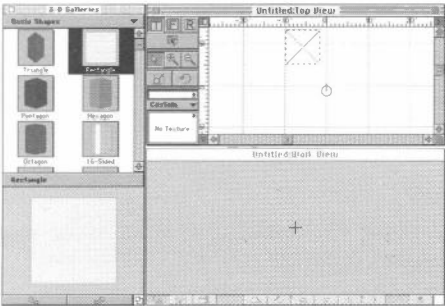 2-D Galleries
Basic Shapes
Triangle
Rectangle
Pentagon
Hexagon
Octagon
16-Sided
Rectangle
Untitled:Top View
No Texture
Untitled:Walk View